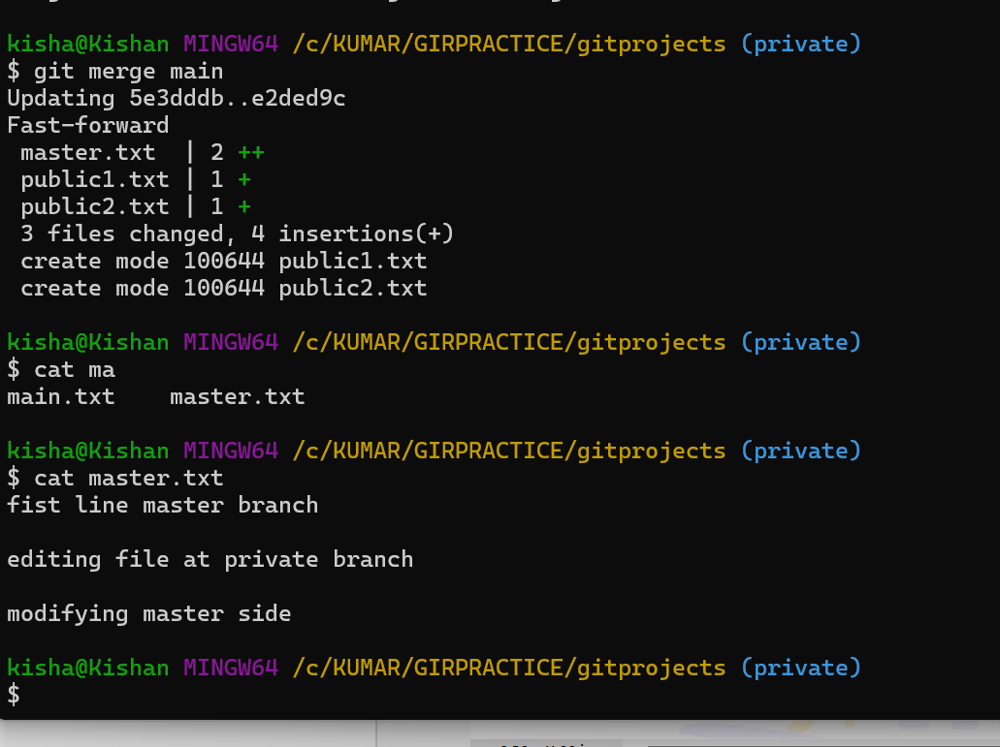 kisha@Kishan MINGW64 /c/KUMAR/GIRPRACTICE/gitprojects (private)
$ git merge main
Updating 5e3dddb..e2ded9c
Fast-forward
 master.txt  | 2 ++
 public1.txt | 1 +
 public2.txt | 1 +
 3 files changed, 4 insertions(+)
 create mode 100644 public1.txt
 create mode 100644 public2.txt
kisha@Kishan MINGW64 /c/KUMAR/GIRPRACTICE/gitprojects (private)
$ cat ma
main.txt    master.txt
kisha@Kishan MINGW64 /c/KUMAR/GIRPRACTICE/gitprojects (private)
$ cat master.txt
fist line master branch
editing file at private branch
modifying master side
kisha@Kishan MINGW64 /c/KUMAR/GIRPRACTICE/gitprojects (private)
$